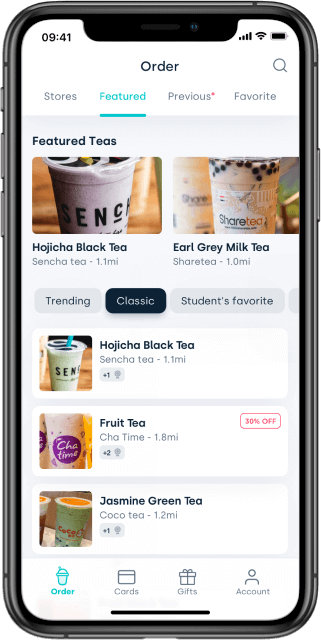 09:41
Order
Stores Featured Previous* Favorite
Featured Teas
SENCH
Share
Sharetea
Hojicha Black Tea
Sencha tea - 1.1mi
Earl Grey Milk Tea
Sharetea - 1.0mi
Trending Classic Student's favorite
SEN
Hojicha Black Tea
Sencha tea - 1.1mi
+1
Cha
time
Fruit Tea
Cha Time - 1.8mi
+2
30% OFF
Jasmine Green Tea
Coco tea - 1.2mi
+1
Order Cards Gifts Account